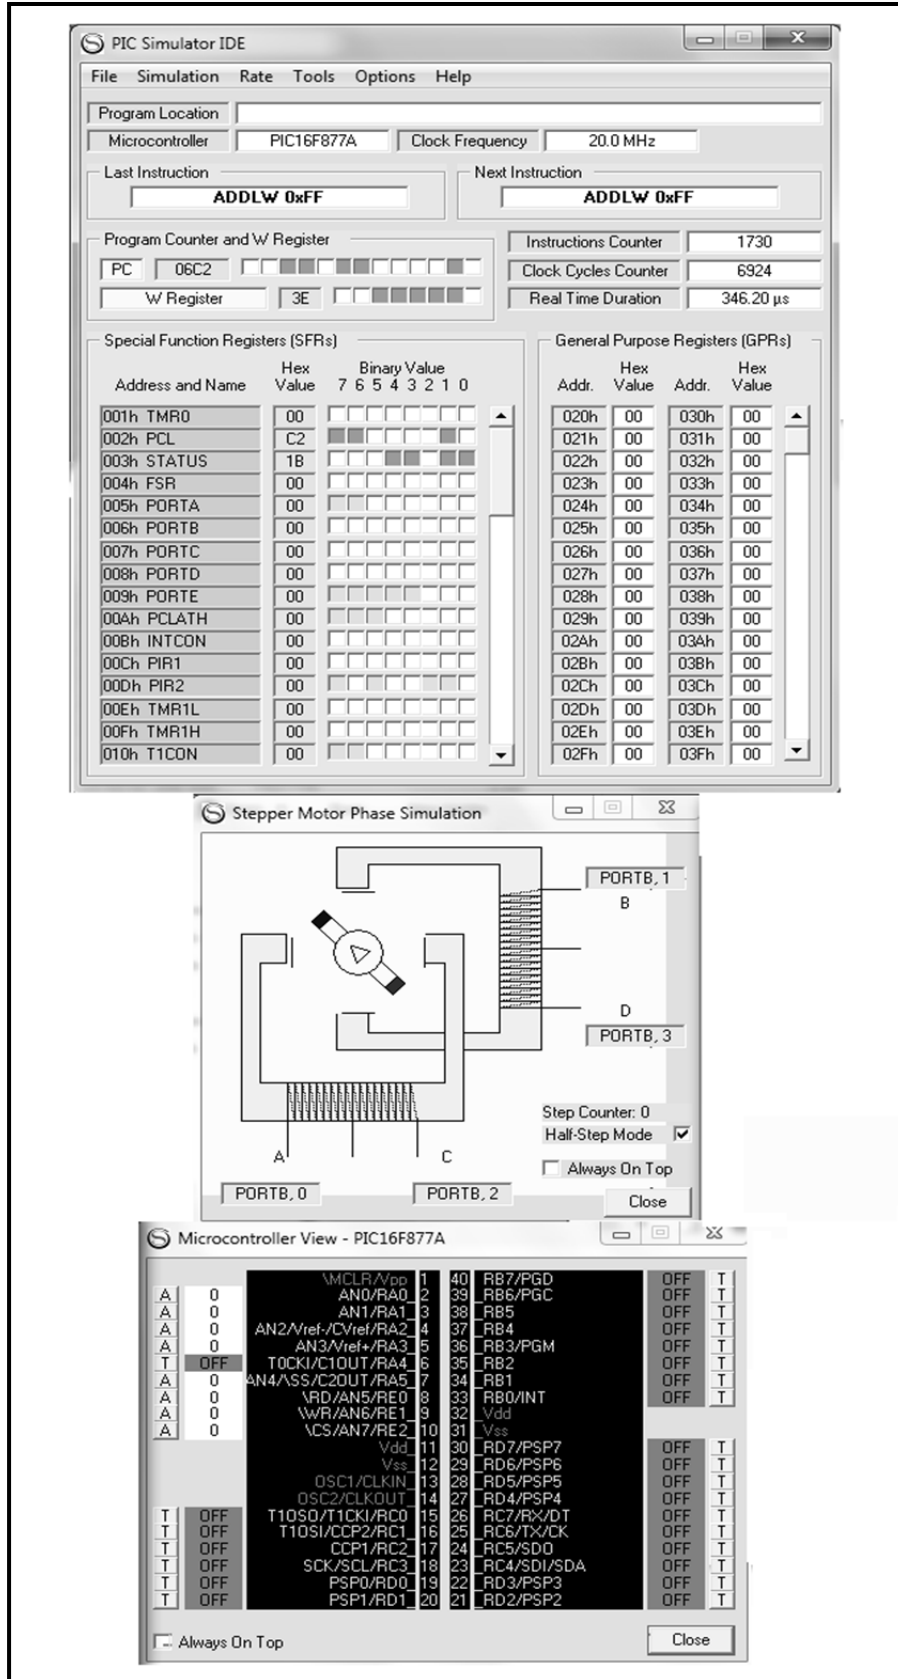 PIC Simulator IDE
File Simulation Rate Tools Options Help
Program Location
Microcontroller PIC16F877A Clock Frequency 20.0 MHz
Last Instruction Next Instruction
ADDLW 0xFF ADDLW 0xFF
Program Counter and W Register Instructions Counter 1730
PC 06C2 Clock Cycles Counter 6924
W Register 3E Real Time Duration 346.20 µs
Special Function Registers (SFRs) General Purpose Registers (GPRs)
Hex Binary Value Hex Hex
Address and Name Value 7 6 5 4 3 2 1 0 Addr. Value Addr. Value
001h TMR0 00 020h 00 030h 00
002h PCL C2 021h 00 031h 00
003h STATUS 1B 022h 00 032h 00
004h FSR 00 023h 00 033h 00
005h PORTA 00 024h 00 034h 00
006h PORTB 00 025h 00 035h 00
007h PORTC 00 026h 00 036h 00
008h PORTD 00 027h 00 037h 00
009h PORTE 00 028h 00 038h 00
00Ah PCLATH 00 029h 00 039h 00
00Bh INTCON 00 02Ah 00 03Ah 00
00Ch PIR1 00 02Bh 00 03Bh 00
00Dh PIR2 00 02Ch 00 03Ch 00
00Eh TMR1L 00 02Dh 00 03Dh 00
00Fh TMR1H 00 02Eh 00 03Eh 00
010h T1CON 00 02Fh 00 03Fh 00
Stepper Motor Phase Simulation
PORTB, 1
B
D
PORTB, 3
Step Counter: 0
Half-Step Mode
A C
Always On Top
PORTB, 0 PORTB, 2
Close
Microcontroller View - PIC16F877A
\MCLR/Vpp 1 40 RB7/PGD OFF T
A 0 AN0/RA0 2 39 RB6/PGC OFF T
A 0 AN1/RA1 3 38 RB5 OFF T
A 0 AN2/Vref-/CVref/RA2 4 37 RB4 OFF T
A 0 AN3/Vref+/RA3 5 36 RB3/PGM OFF T
T OFF T0CKI/C1OUT/RA4 6 35 RB2 OFF T
A 0 AN4/\SS/C2OUT/RA5 7 34 RB1 OFF T
A 0 \RD/AN5/RE0 8 33 RB0/INT OFF T
A 0 \WR/AN6/RE1 9 32 Vdd
A 0 \CS/AN7/RE2 10 31 Vss
Vdd 11 30 RD7/PSP7 OFF T
Vss 12 29 RD6/PSP6 OFF T
OSC1/CLKIN 13 28 RD5/PSP5 OFF T
OSC2/CLKOUT 14 27 RD4/PSP4 OFF T
T OFF T1OSO/T1CKI/RC0 15 26 RC7/RX/DT OFF T
T OFF T1OSI/CCP2/RC1 16 25 RC6/TX/CK OFF T
T OFF CCP1/RC2 17 24 RC5/SDO OFF T
T OFF SCK/SCL/RC3 18 23 RC4/SDI/SDA OFF T
T OFF PSP0/RD0 19 22 RD3/PSP3 OFF T
T OFF PSP1/RD1 20 21 RD2/PSP2 OFF T
Always On Top Close